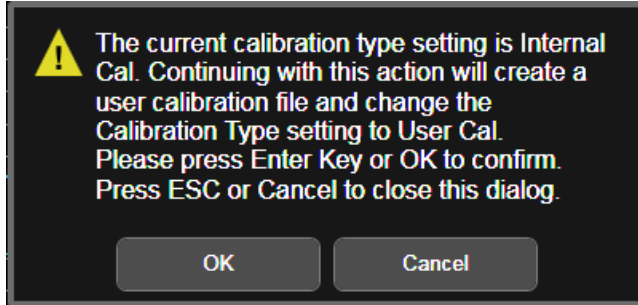 The current calibration type setting is Internal
Cal. Continuing with this action will create a
user calibration file and change the
Calibration Type setting to User Cal.
Please press Enter Key or OK to confirm.
Press ESC or Cancel to close this dialog.
OK
Cancel